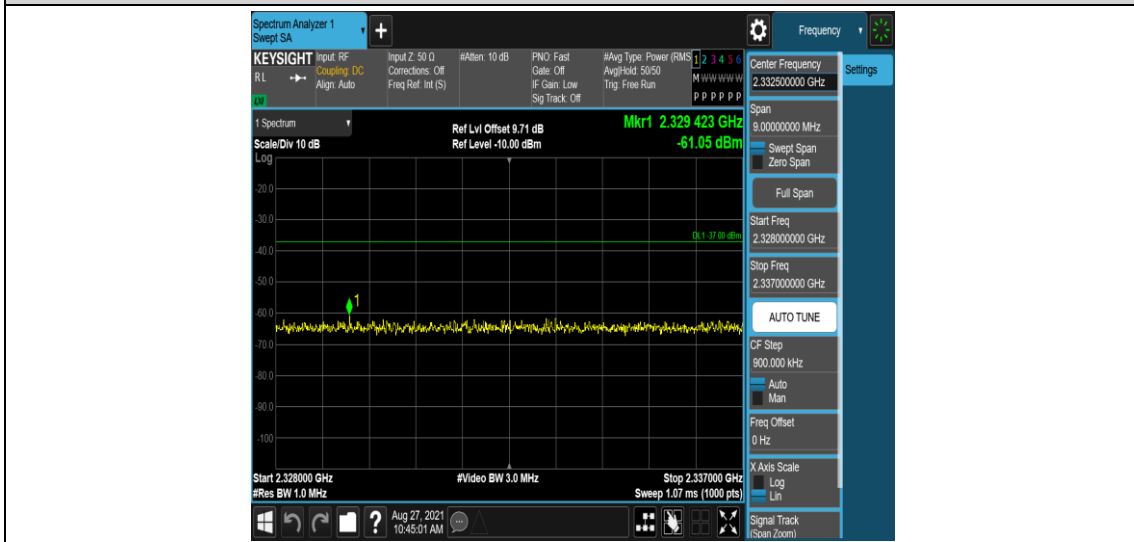 Spectrum Analyzer 1
Swept SA
+
Frequency
KEYSIGHT
RL
LXI
Input: RF
Coupling: DC
Align: Auto
Input Z: 50 Ω
Corrections: Off
Freq Ref: Int (S)
#Atten: 10 dB
PNO: Fast
Gate: Off
IF Gain: Low
Sig Track: Off
#Avg Type: Power (RMS
Avg|Hold: 50/50
Trig: Free Run
1 2 3 4 5 6
M W W W W W
P P P P P P
Center Frequency
2.332500000 GHz
Settings
Span
9.00000000 MHz
Swept Span
Zero Span
Full Span
Start Freq
2.328000000 GHz
Stop Freq
2.337000000 GHz
AUTO TUNE
CF Step
900.000 kHz
Auto
Man
Freq Offset
0 Hz
X Axis Scale
Log
Lin
Signal Track
(Span Zoom)
1 Spectrum
Scale/Div 10 dB
Ref Lvl Offset 9.71 dB
Ref Level -10.00 dBm
Mkr1 2.329 423 GHz
-61.05 dBm
Log
-20.0
-30.0
DL1 -37.00 dBm
-40.0
-50.0
1
-60.0
-70.0
-80.0
-90.0
-100
Start 2.328000 GHz
#Video BW 3.0 MHz
Stop 2.337000 GHz
#Res BW 1.0 MHz
Sweep 1.07 ms (1000 pts)
?
Aug 27, 2021
10:45:01 AM